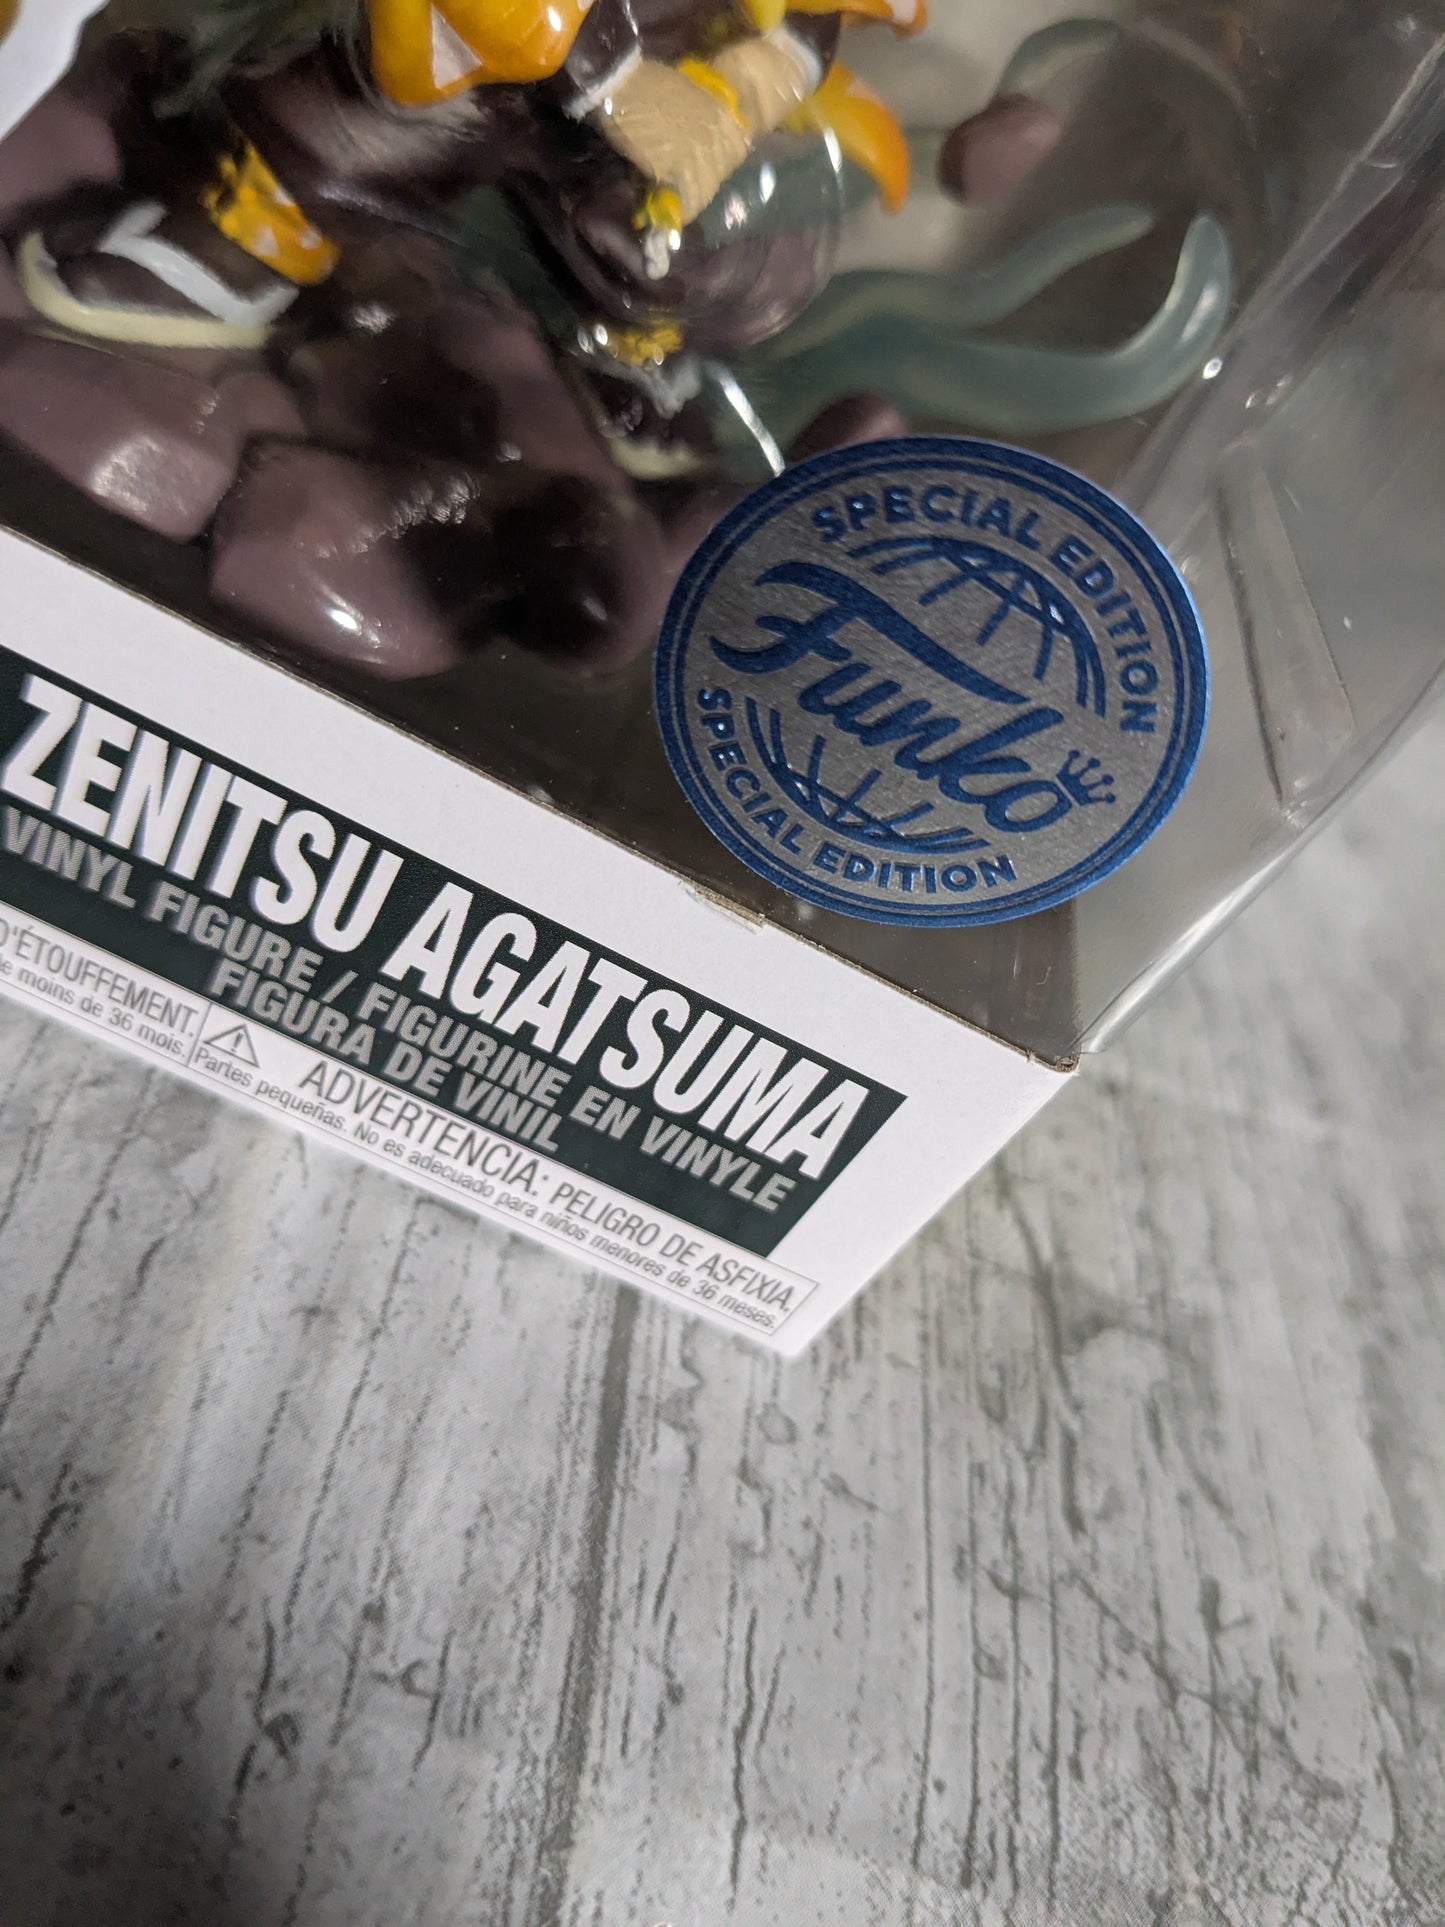 SPECIAL EDITION
Funko
SPECIAL EDITION
ZENITSU AGATSUMA
VINYL FIGURE / FIGURINE EN VINYLE
FIGURA DE VINIL
D'ÉTOUFFEMENT.
de moins de 36 mois.
ADVERTENCIA: PELIGRO DE ASFIXIA.
Partes pequeñas. No es adecuado para niños menores de 36 meses.